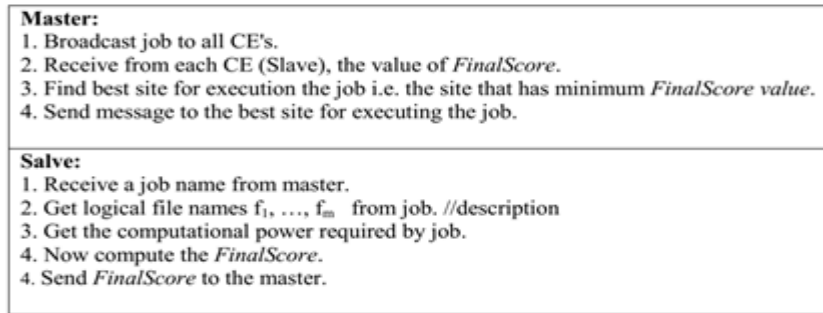 Master:
1. Broadcast job to all CE's.
2. Receive from each CE (Slave), the value of FinalScore.
3. Find best site for execution the job i.e. the site that has minimum FinalScore value.
4. Send message to the best site for executing the job.
Salve:
1. Receive a job name from master.
2. Get logical file names f₁, …, fₘ from job. //description
3. Get the computational power required by job.
4. Now compute the FinalScore.
4. Send FinalScore to the master.